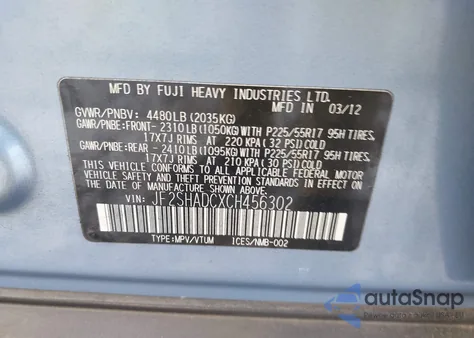 MFD BY FUJI HEAVY INDUSTRIES LTD.
GVWR/PNBV: 4480LB (2035KG) 03/12
GAWR/PNBE:FRONT- 2310LB(1050KG)WITH P225/55R17 95H TIRES,
17X7J RIMS AT 220 KPA (32 PSI) COLD
GAWR/PNBE:REAR - 2410LB(1095KG)WITH P225/55R17 95H TIRES,
17X7J RIMS AT 210 KPA (30 PSI) COLD
THIS VEHICLE CONFORMS TO ALL APPLICABLE
FEDERAL MOTOR VEHICLE SAFETY, BUMPER, AND THEFT
PREVENTION STANDARDS IN EFFECT ON THE DATE OF
MANUFACTURE SHOWN ABOVE.
VIN: JF2SHADCXCH456302
TYPE:MPV/VTUM ICES/NMB-002
autoSnap